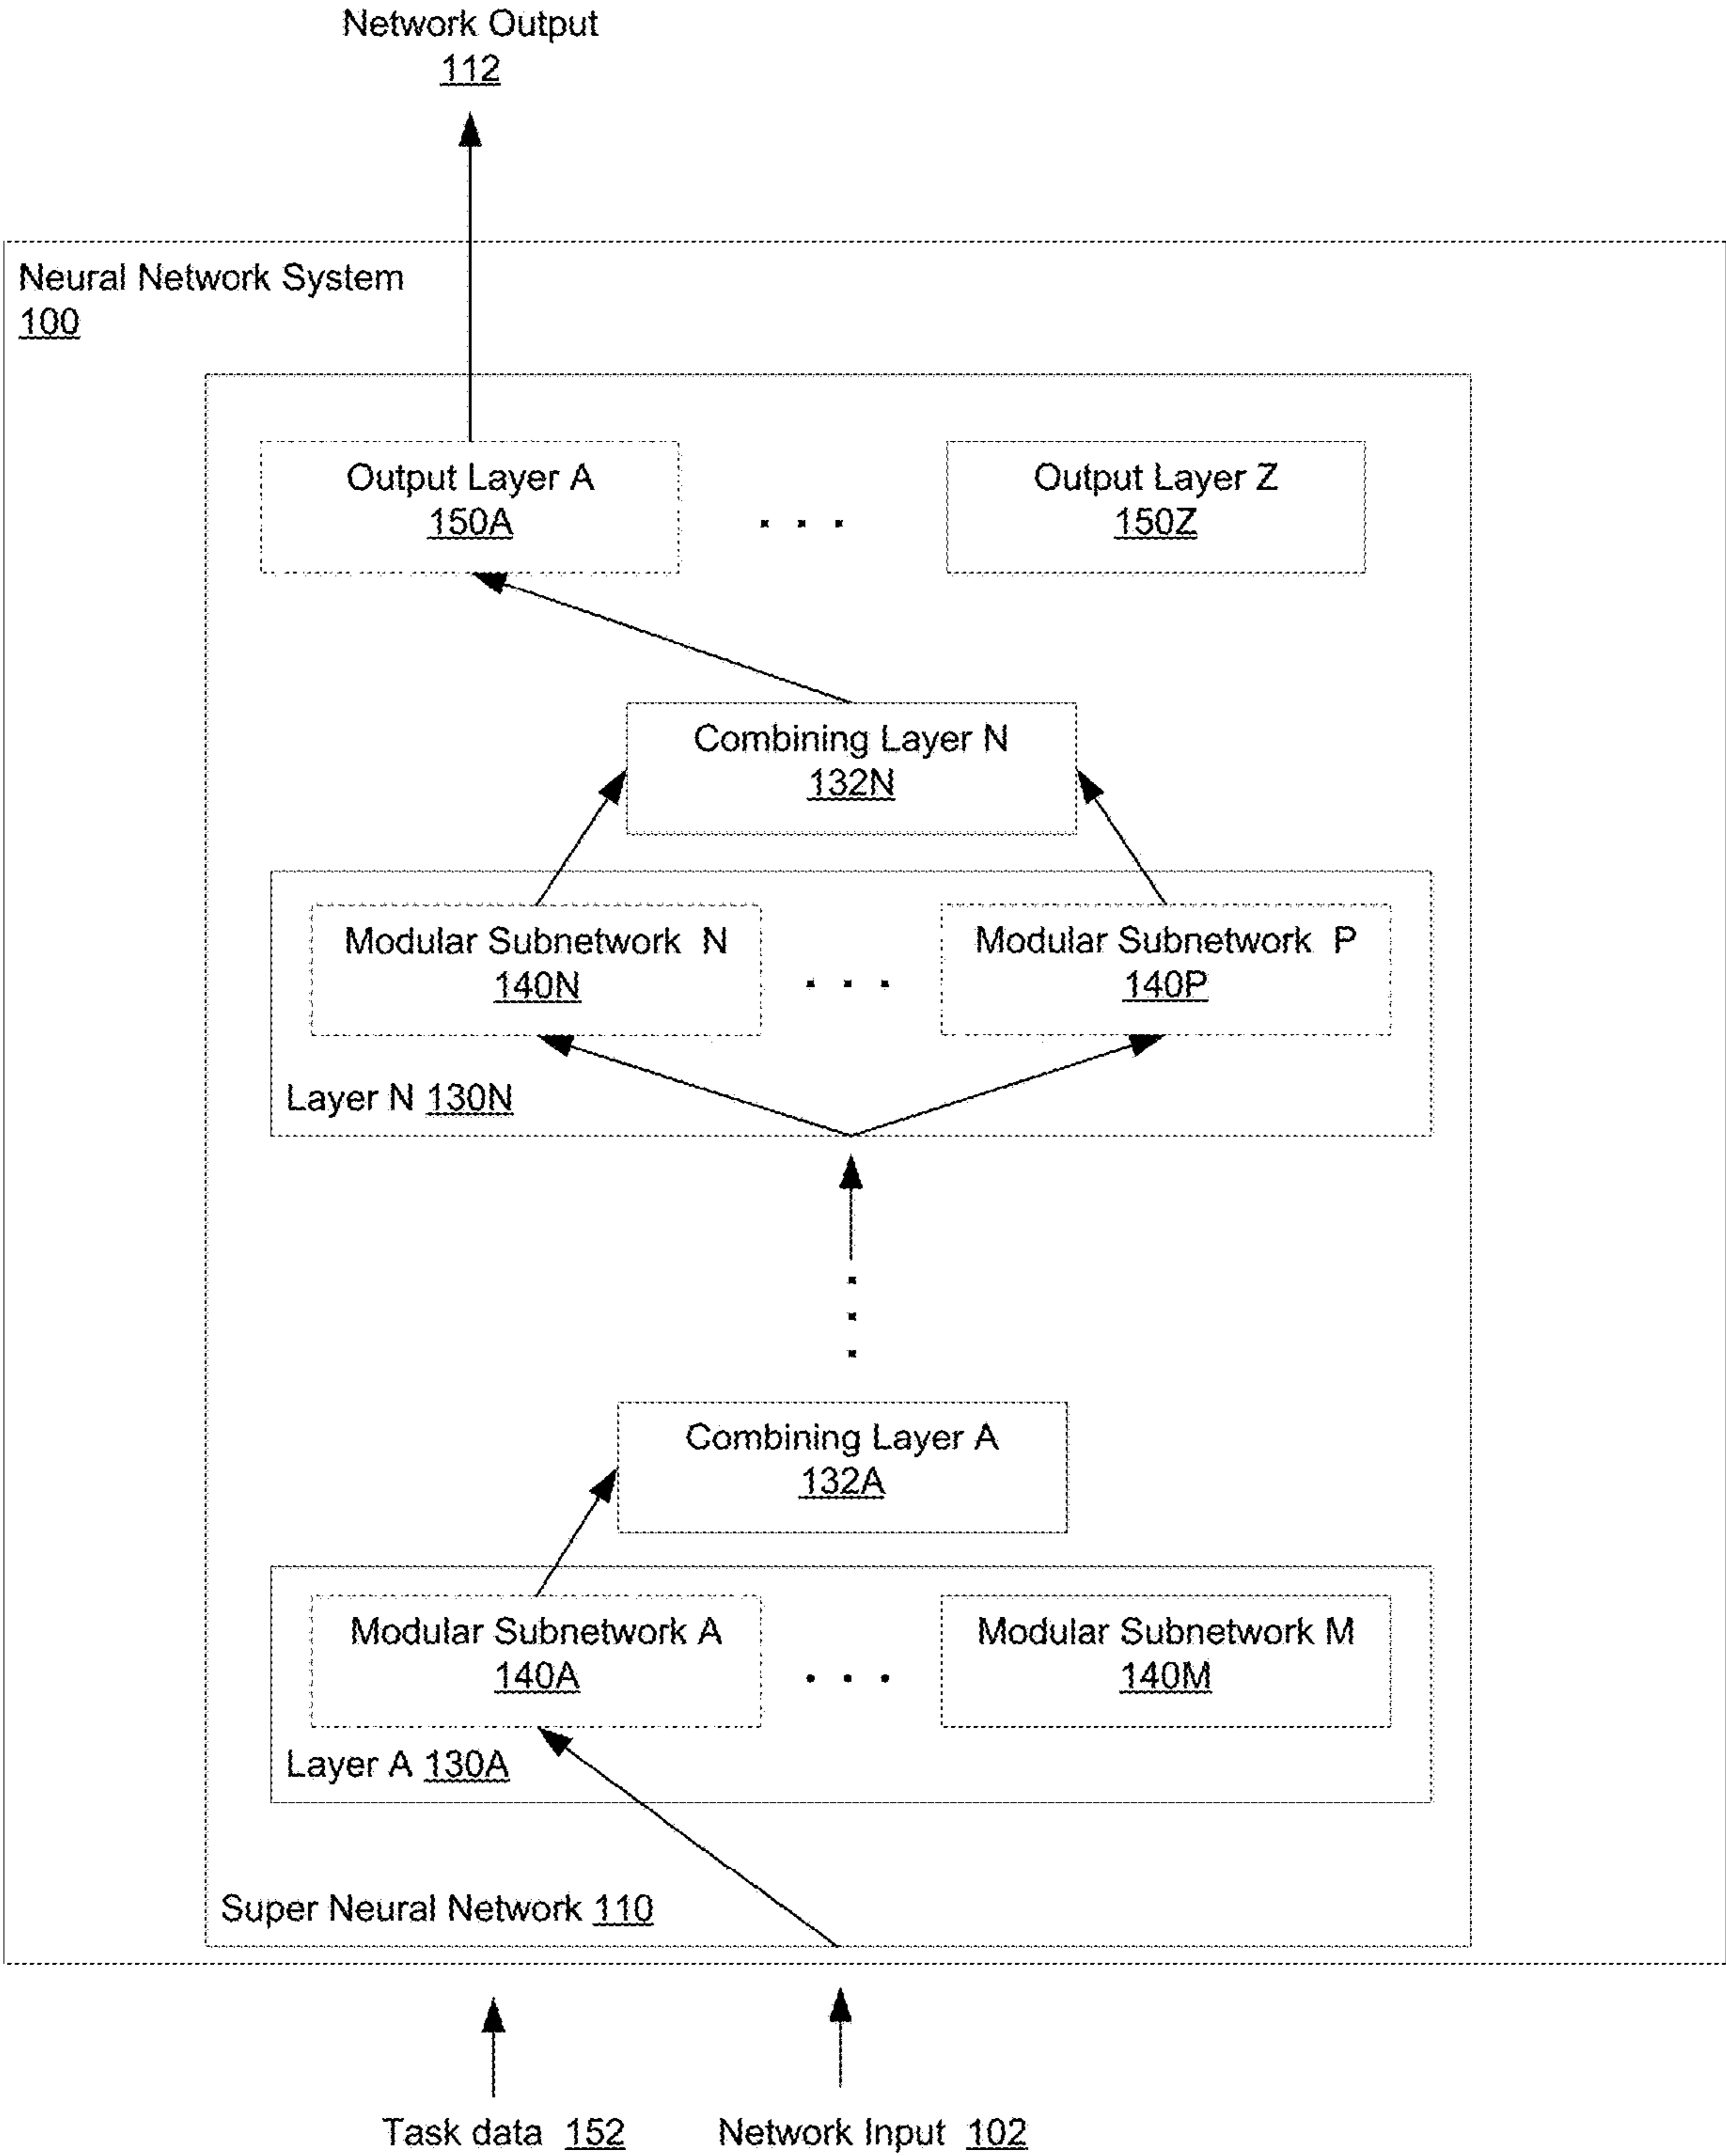 Network Output
112
Neural Network System
100
Output Layer A
150A
. . .
Output Layer Z
150Z
Combining Layer N
132N
Modular Subnetwork N
140N
. . .
Modular Subnetwork P
140P
Layer N 130N
Combining Layer A
132A
Modular Subnetwork A
140A
. . .
Modular Subnetwork M
140M
Layer A 130A
Super Neural Network 110
Task data 152
Network Input 102